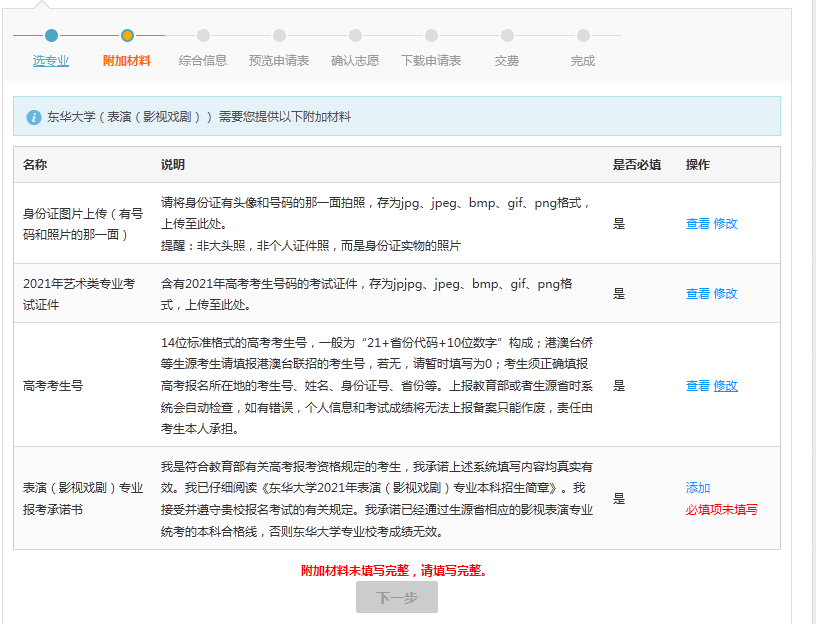 选专业 附加材料 综合信息 预览申请表 确认志愿 下载申请表 交费 完成
东华大学（表演（影视戏剧））需要您提供以下附加材料
名称 说明 是否必填 操作
身份证图片上传（有号
码和照片的那一面）
请将身份证有头像和号码的那一面拍照，存为jpg、jpeg、bmp、gif、png格式，
上传至此处。
提醒：非大头照，非个人证件照，而是身份证实物的照片
是
查看 修改
2021年艺术类专业考
试证件
含有2021年高考考生号码的考试证件，存为jpjpg、jpeg、bmp、gif、png格
式，上传至此处。
是
查看 修改
高考考生号
14位标准格式的高考考生号，一般为“21+省份代码+10位数字”构成；港澳台侨
等生源考生请填报港澳台联招的考生号，若无，请暂时填写为0；考生须正确填报
高考报名所在地的考生号、姓名、身份证号、省份等。上报教育部或者生源省时系
统会自动检查，如有错误，个人信息和考试成绩将无法上报备案只能作废，责任由
考生本人承担。
是
查看 修改
表演（影视戏剧）专业
报考承诺书
我是符合教育部有关高考报考资格规定的考生，我承诺上述系统填写内容均真实有
效。我已仔细阅读《东华大学2021年表演（影视戏剧）专业本科招生简章》。我
接受并遵守贵校报名考试的有关规定。我承诺已经通过生源省相应的影视表演专业
统考的本科合格线，否则东华大学专业校考成绩无效。
是
添加
必填项未填写
附加材料未填写完整，请填写完整。
下一步